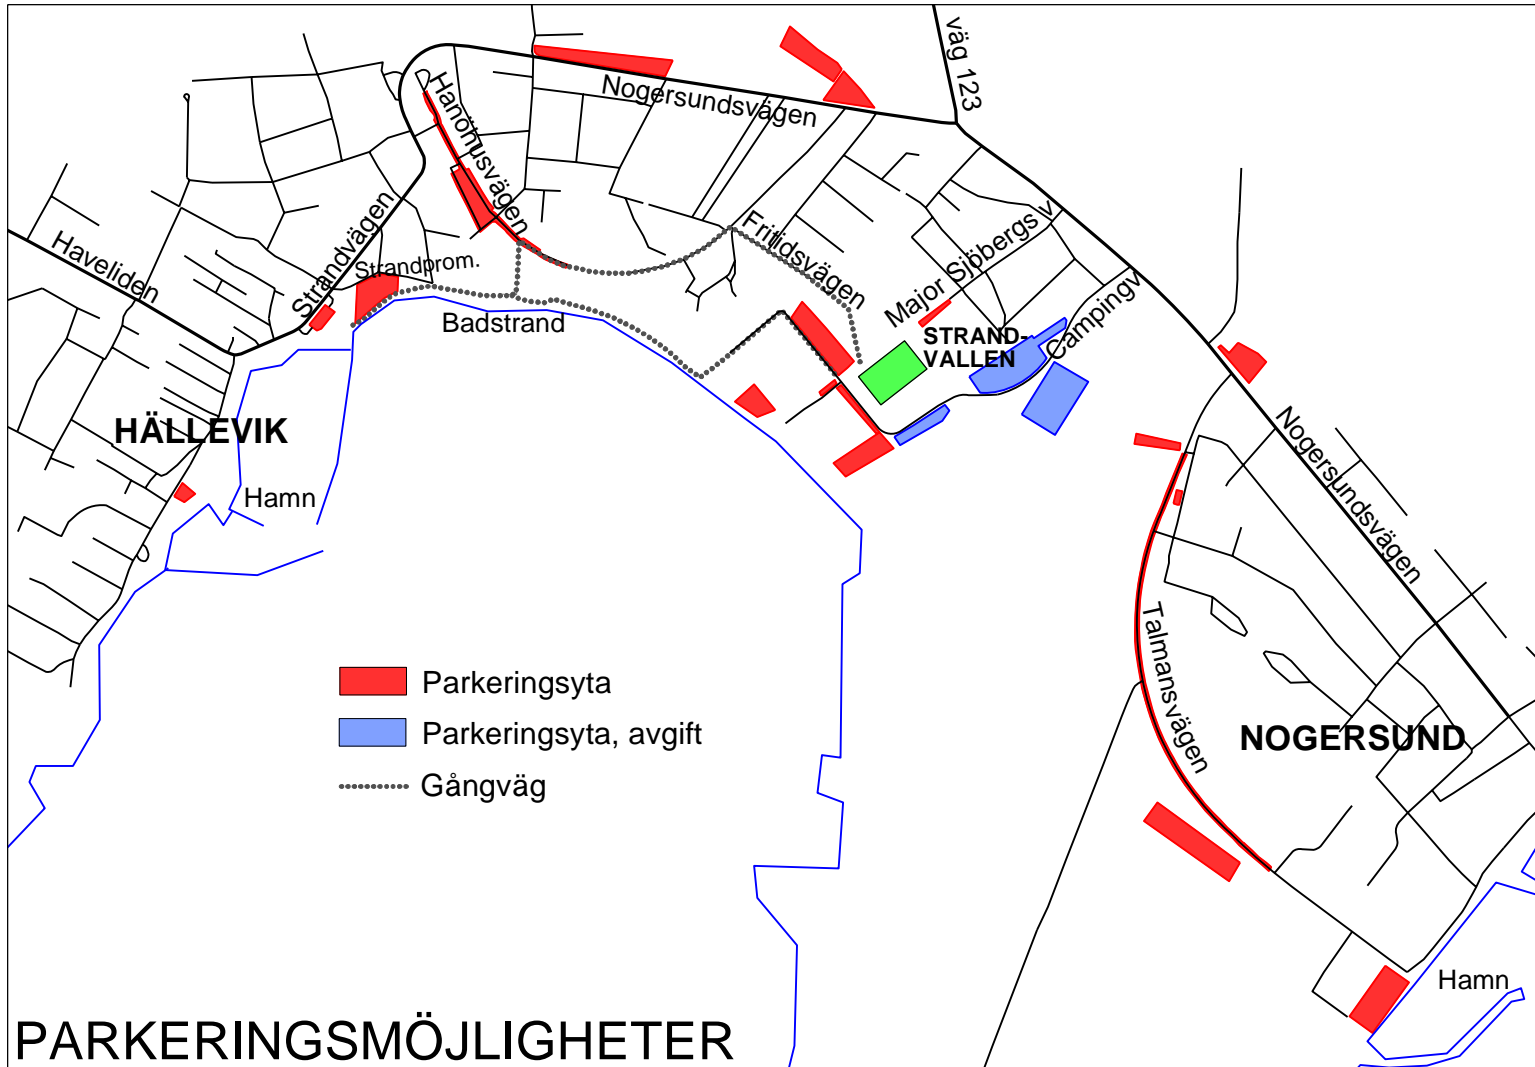 väg 123
Nogersundsvägen
Hanöhusvägen
Strandvägen
Haveliden
Strandprom.
Badstrand
Fritidsvägen
Major Sjöbergs v
Campingv
STRAND-
VALLEN
HÄLLEVIK
Hamn
Nogersundsvägen
Talmansvägen
NOGERSUND
Hamn
Parkeringsyta
Parkeringsyta, avgift
Gångväg
PARKERINGSMÖJLIGHETER